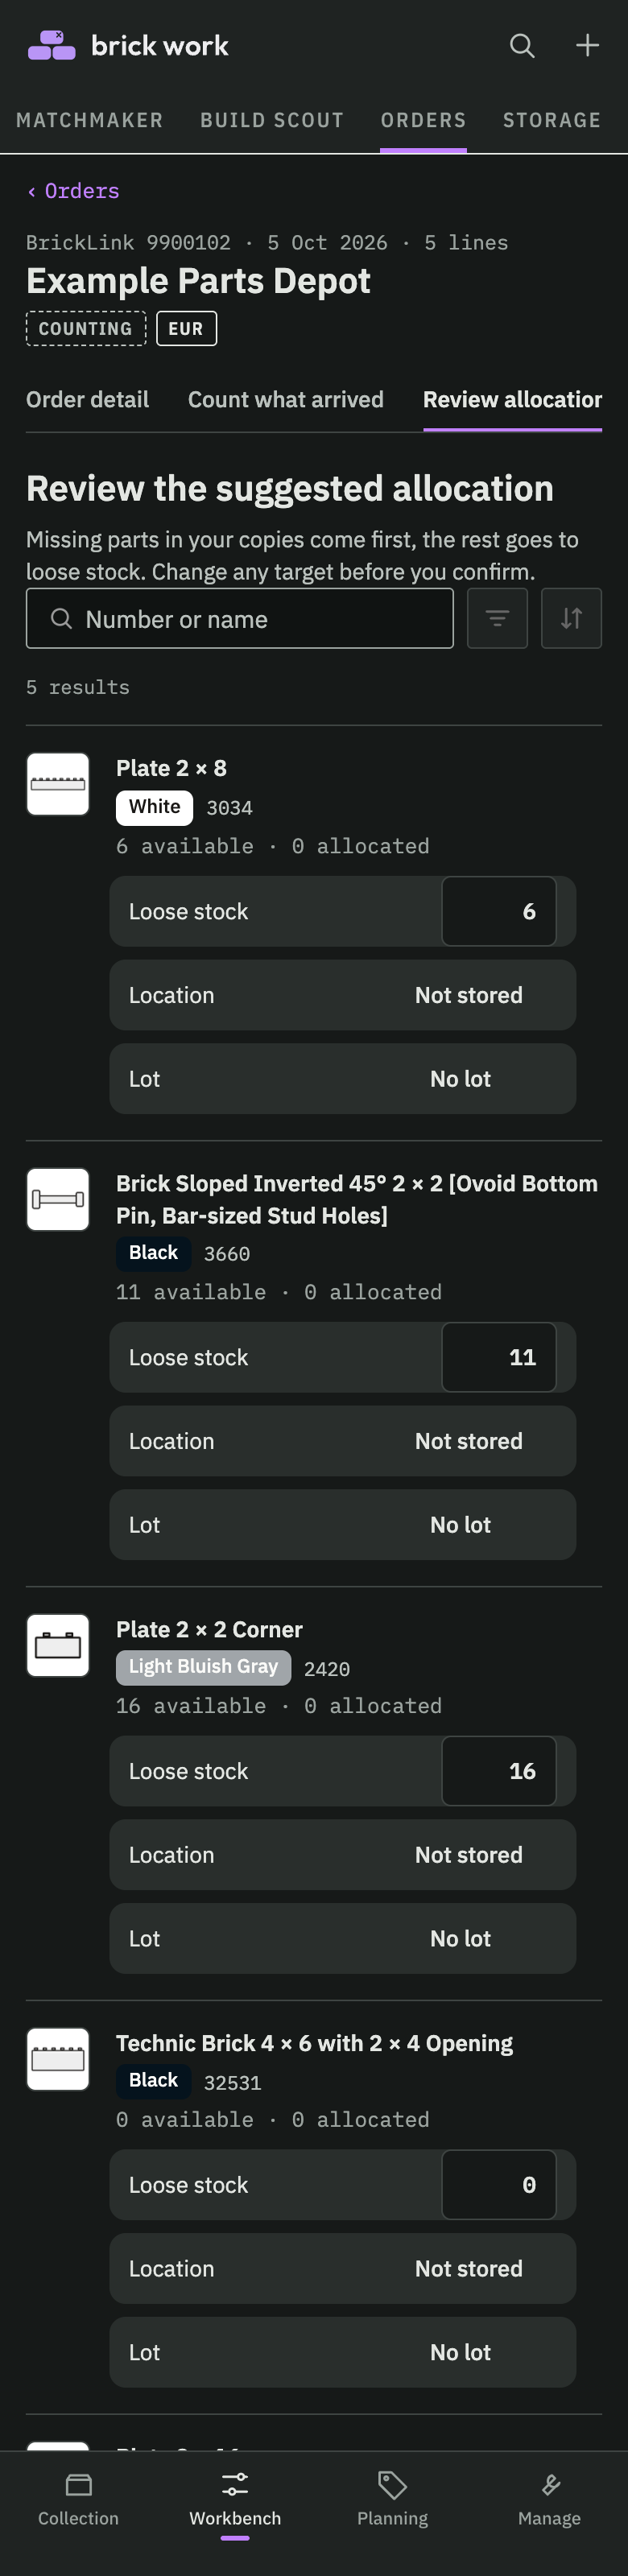 brick work
MATCHMAKER BUILD SCOUT ORDERS STORAGE
‹ Orders
BrickLink 9900102 · 5 Oct 2026 · 5 lines
Example Parts Depot
COUNTING EUR
Order detail Count what arrived Review allocation
Review the suggested allocation
Missing parts in your copies come first, the rest goes to
loose stock. Change any target before you confirm.
Number or name
5 results
Plate 2 × 8
White 3034
6 available · 0 allocated
Loose stock 6
Location Not stored
Lot No lot
Brick Sloped Inverted 45° 2 × 2 [Ovoid Bottom
Pin, Bar-sized Stud Holes]
Black 3660
11 available · 0 allocated
Loose stock 11
Location Not stored
Lot No lot
Plate 2 × 2 Corner
Light Bluish Gray 2420
16 available · 0 allocated
Loose stock 16
Location Not stored
Lot No lot
Technic Brick 4 × 6 with 2 × 4 Opening
Black 32531
0 available · 0 allocated
Loose stock 0
Location Not stored
Lot No lot
Collection Workbench Planning Manage